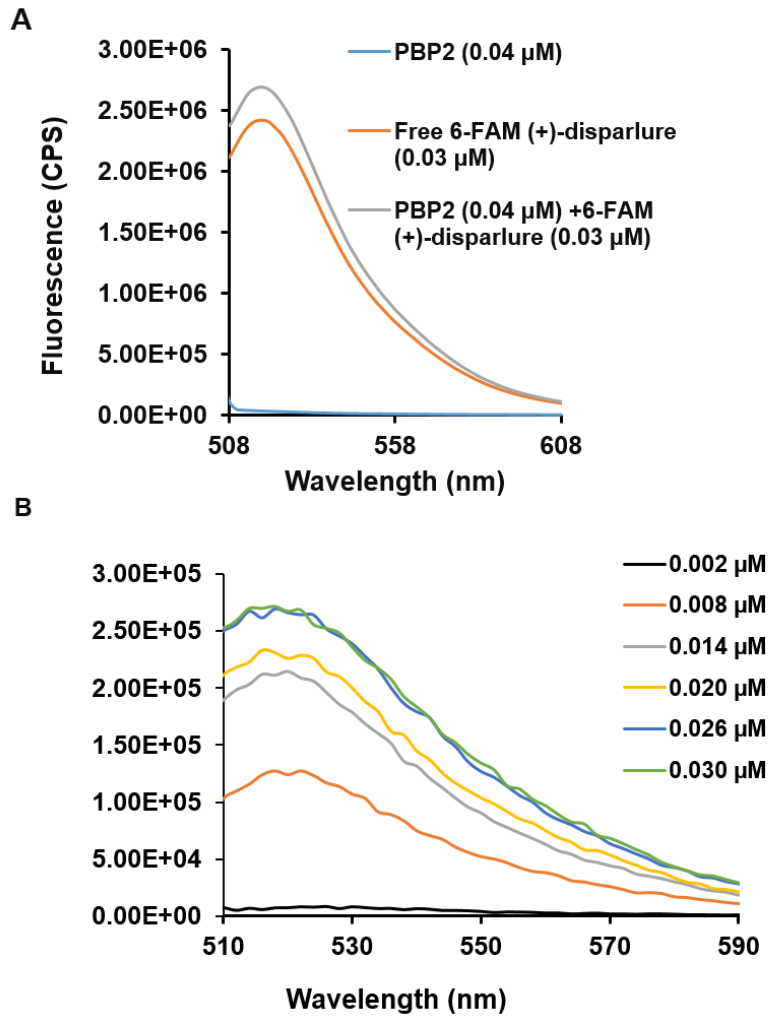 A
3.00E+06
2.50E+06
2.00E+06
1.50E+06
1.00E+06
5.00E+05
0.00E+00
Fluorescence (CPS)
508
558
608
Wavelength (nm)
PBP2 (0.04 µM)
Free 6-FAM (+)-disparlure
(0.03 µM)
PBP2 (0.04 µM) +6-FAM
(+)-disparlure (0.03 µM)
B
3.00E+05
2.50E+05
2.00E+05
1.50E+05
1.00E+05
5.00E+04
0.00E+00
510
530
550
570
590
Wavelength (nm)
0.002 µM
0.008 µM
0.014 µM
0.020 µM
0.026 µM
0.030 µM